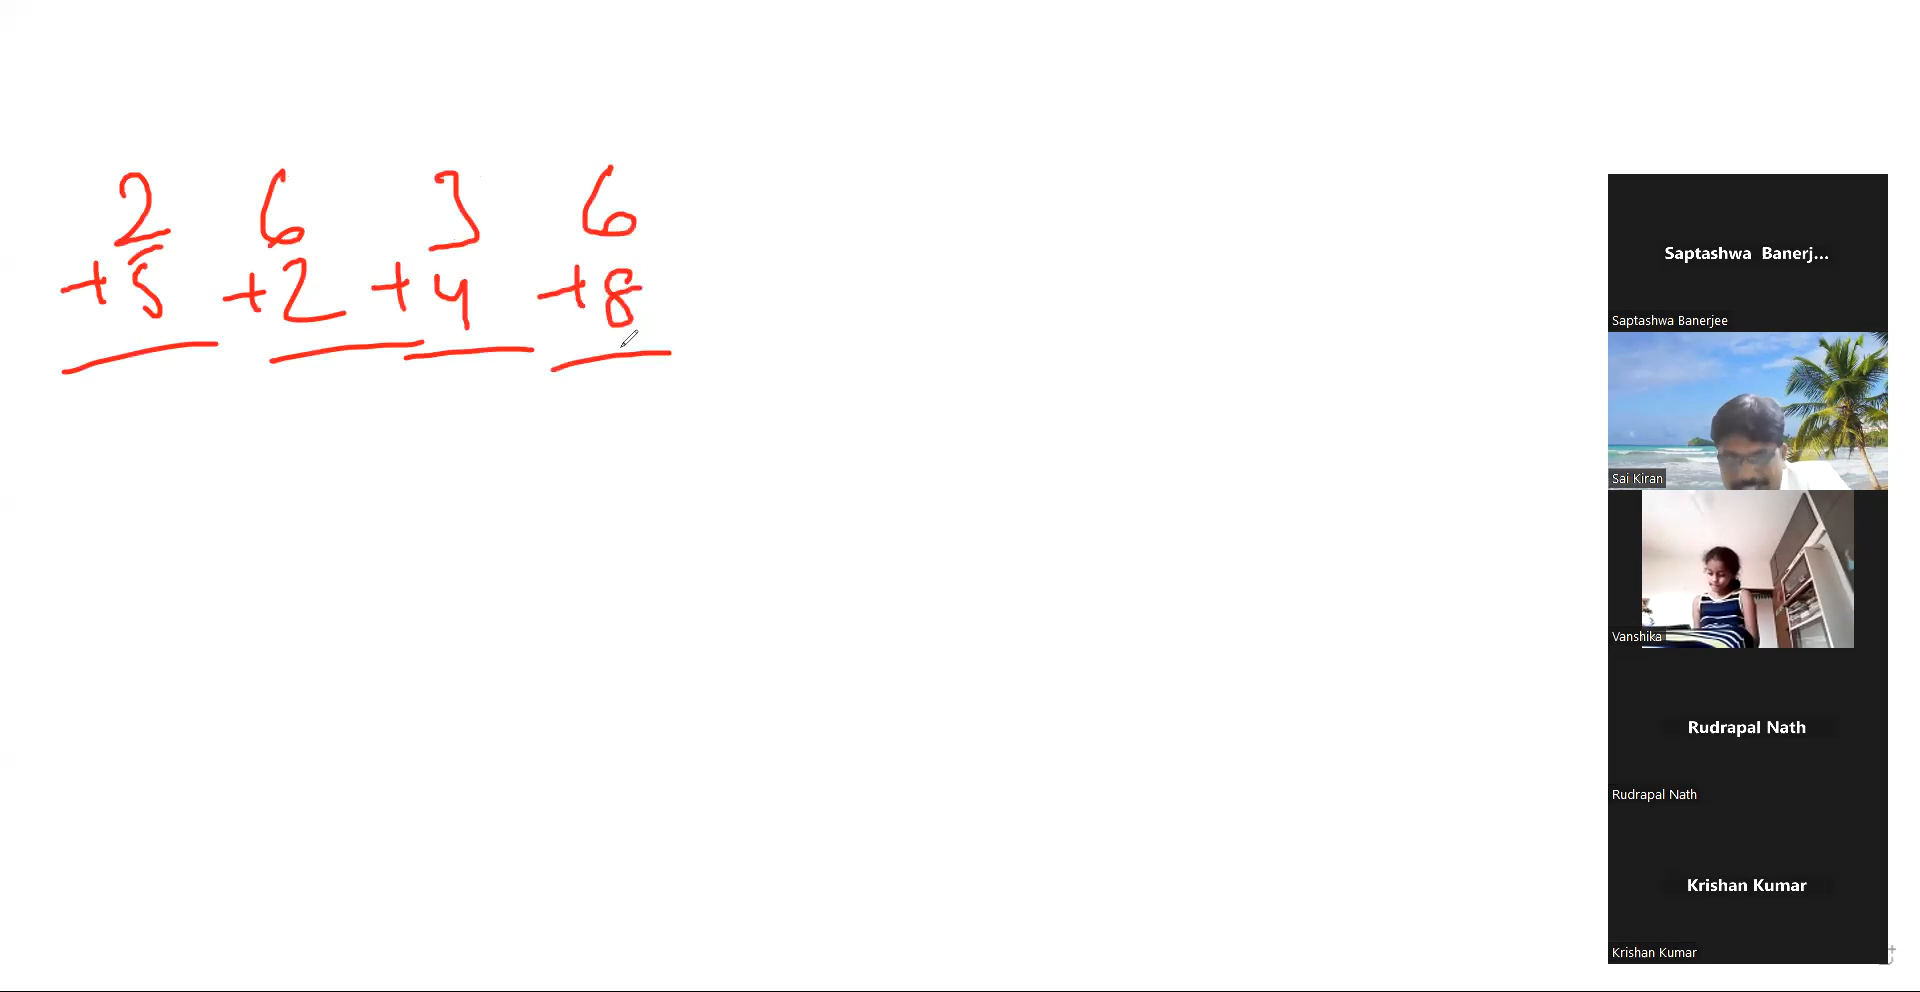 2 6 3 6
+5 +2 +4 +8
Saptashwa Banerj...
Saptashwa Banerjee
Sai Kiran
Vanshika
Rudrapal Nath
Rudrapal Nath
Krishan Kumar
Krishan Kumar